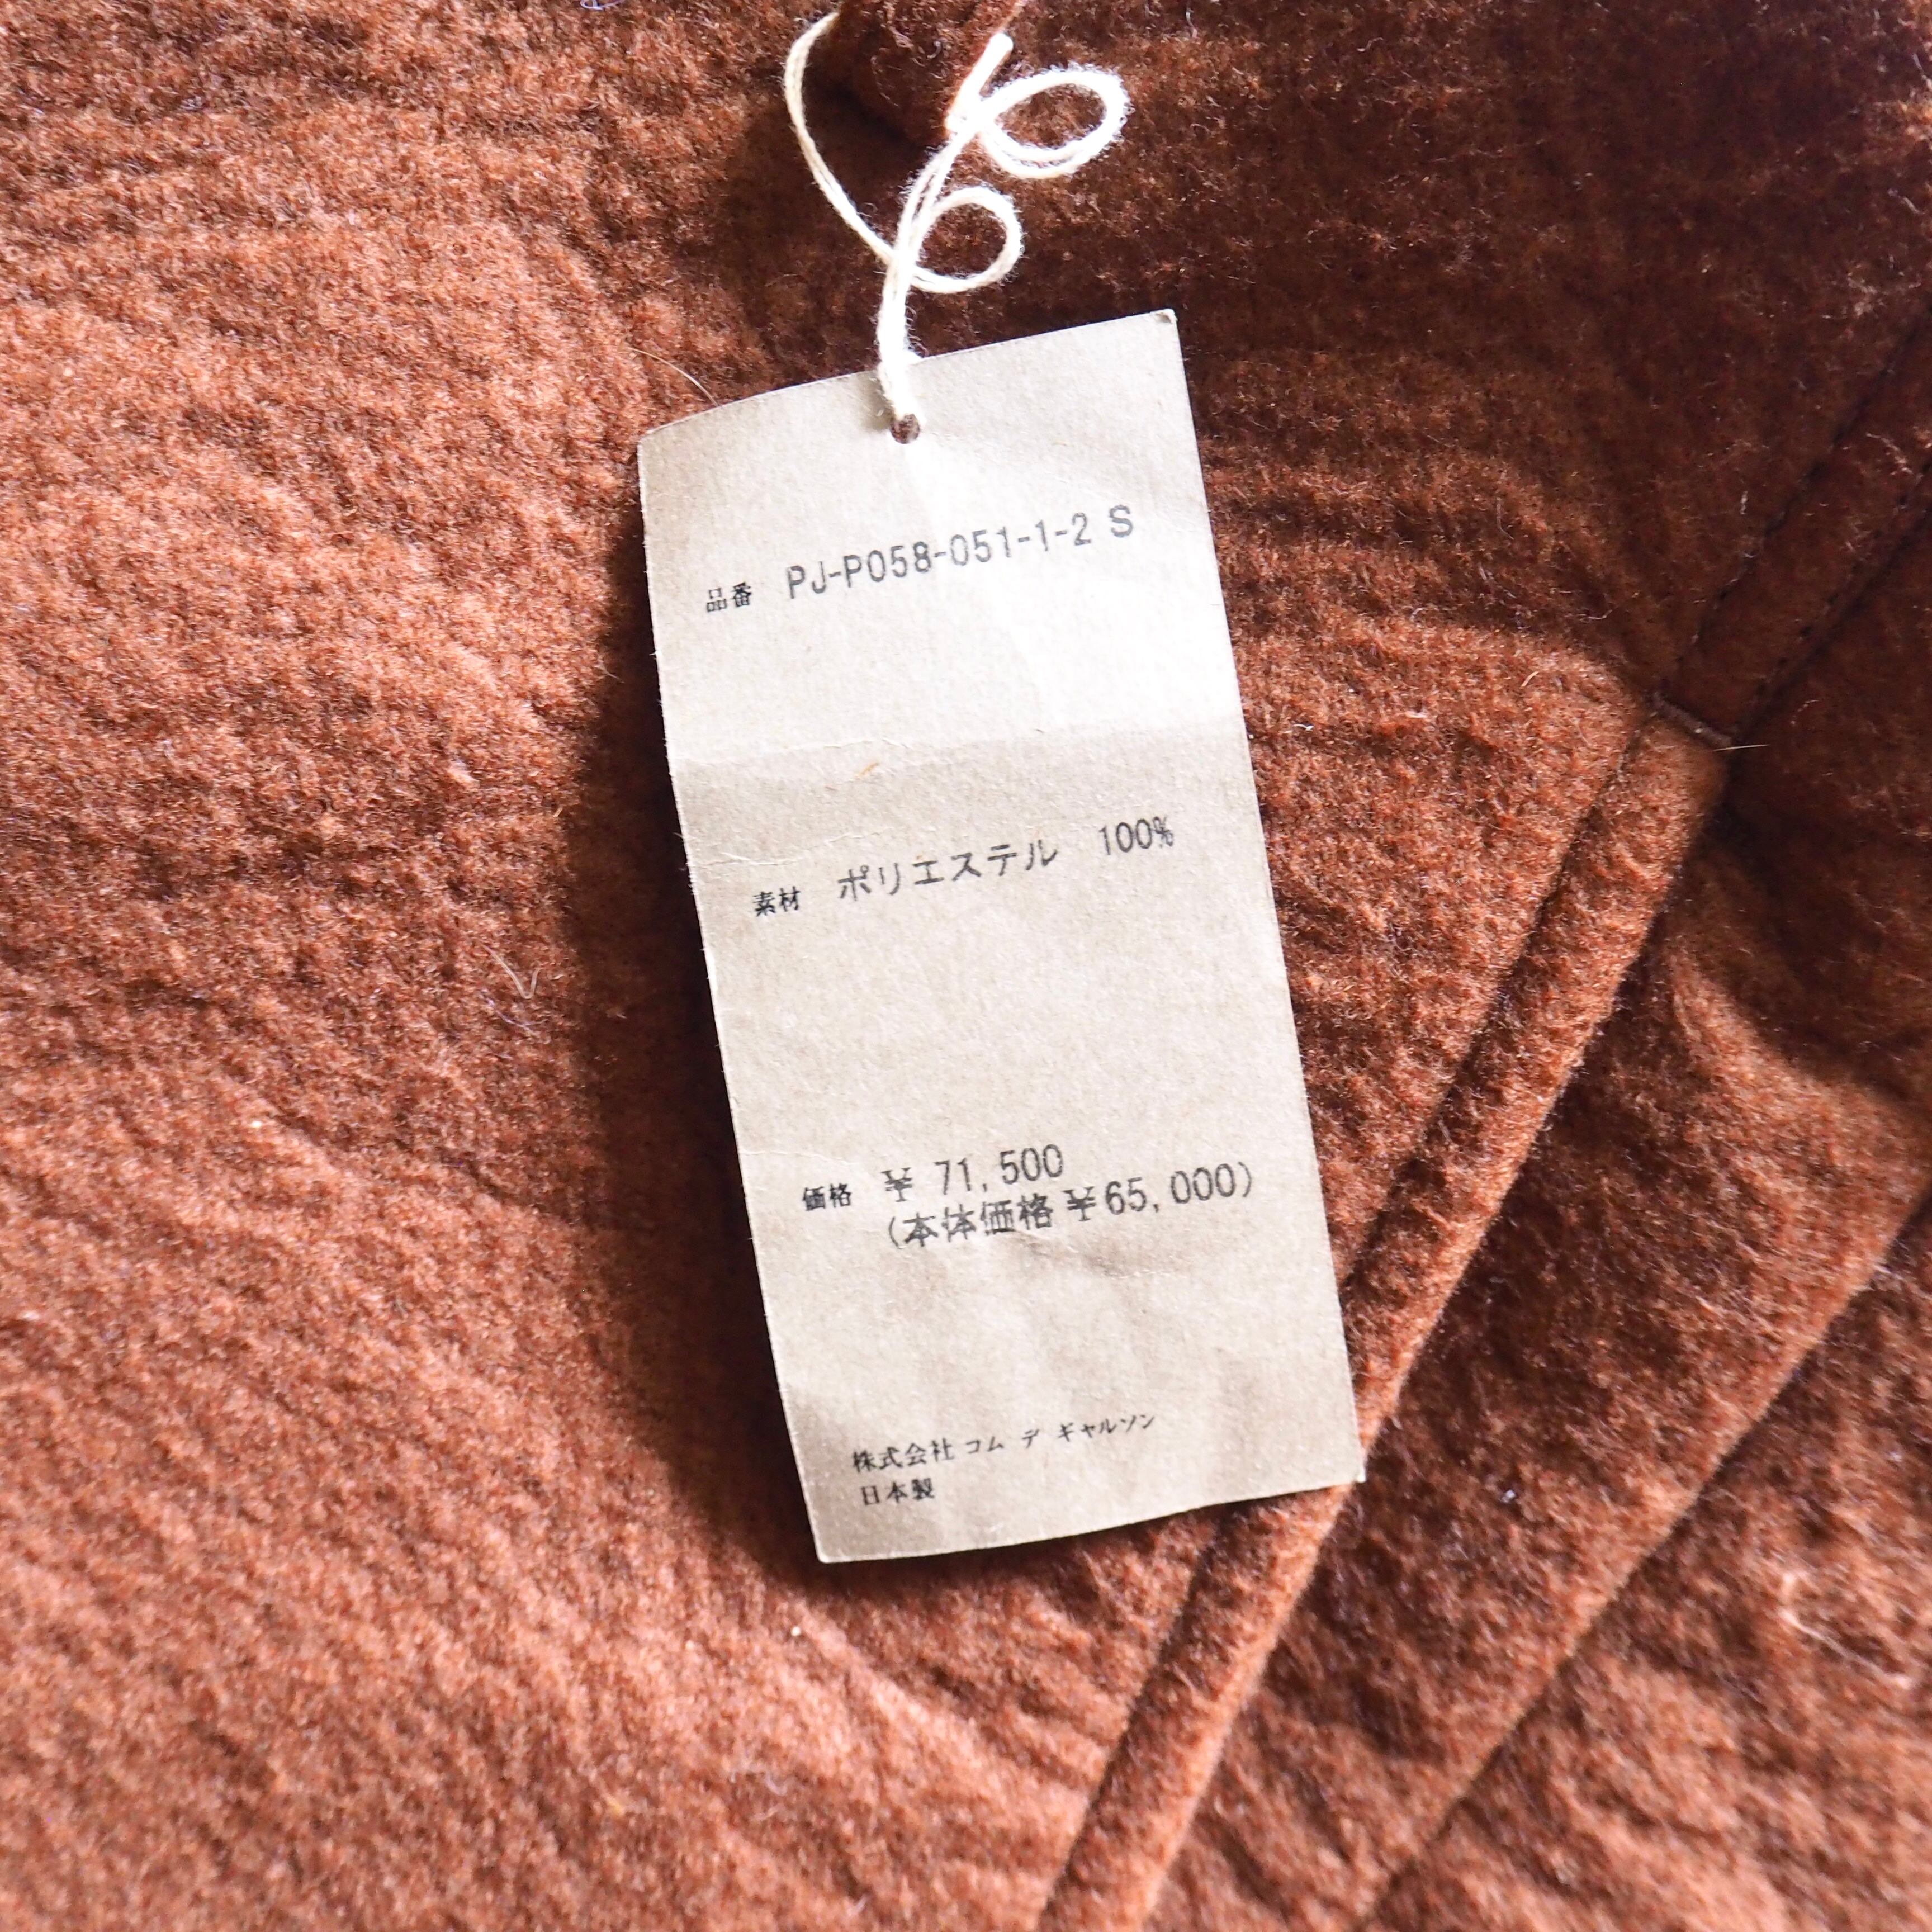 品番 PJ-P058-051-1-2 S
素材 ポリエステル 100%
価格 ¥ 71,500
(本体価格 ¥65,000)
株式会社 コム デ ギャルソン
日本製